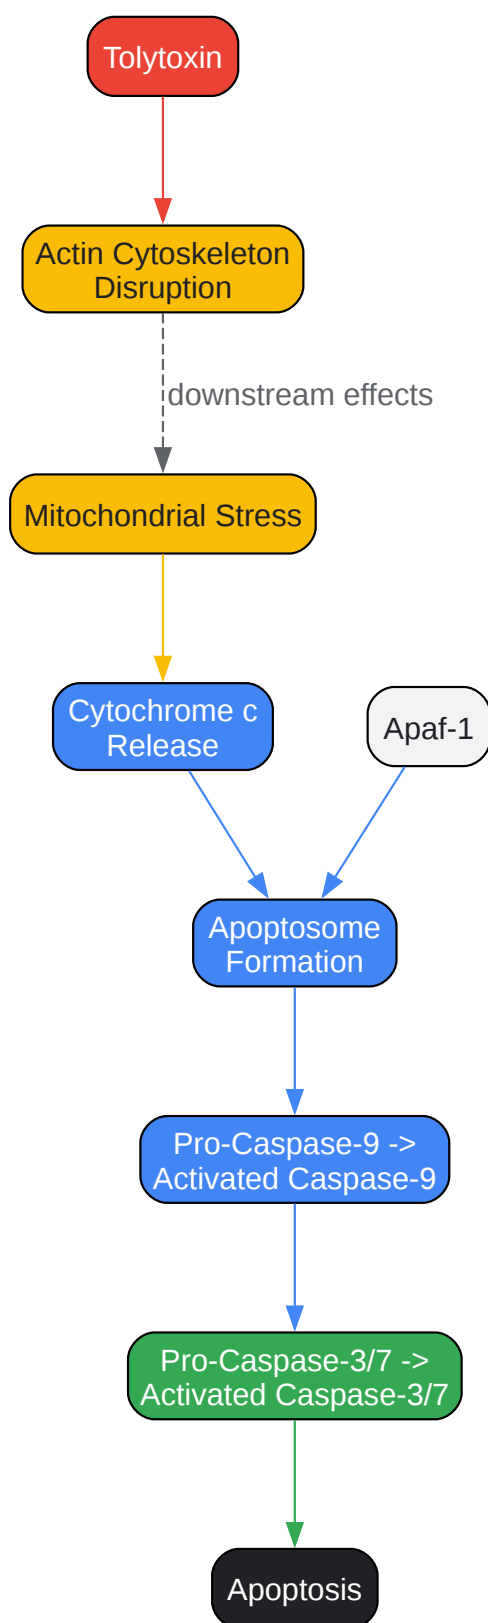 Tolytoxin
Actin Cytoskeleton
Disruption
downstream effects
Mitochondrial Stress
Cytochrome c
Release
Apaf-1
Apoptosome
Formation
Pro-Caspase-9 ->
Activated Caspase-9
Pro-Caspase-3/7 ->
Activated Caspase-3/7
Apoptosis